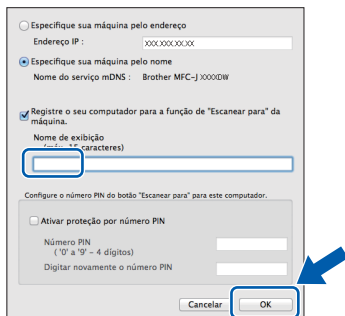 Especifique sua máquina pelo endereço
Endereço IP : XXX.XXX.XX.XX
Especifique sua máquina pelo nome
Nome do serviço mDNS : Brother MFC-J XXXXDW
Registre o seu computador para a função de "Escanear para" da
máquina.
Nome de exibição
(máx. 15 caracteres)
Configure o número PIN do botão "Escanear para" para este computador.
Ativar proteção por número PIN
Número PIN
( '0' a '9' – 4 dígitos)
Digitar novamente o número PIN
Cancelar OK